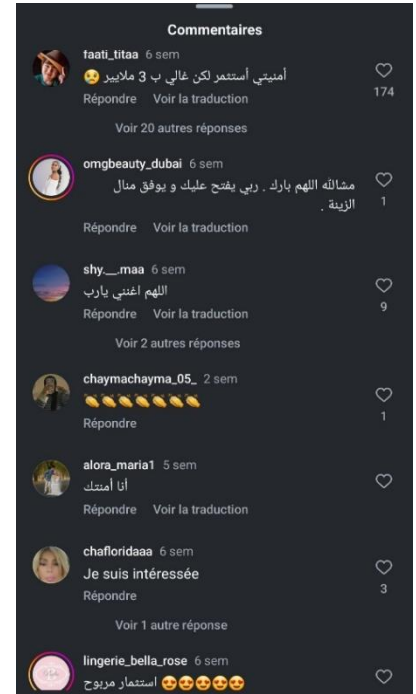 Commentaires
taati_titaa 6 sem
أمنيتي أستثمر لكن غالي ب 3 ملايير 😢
174
Répondre Voir la traduction
Voir 20 autres réponses
omgbeauty_dubai 6 sem
مشالله اللهم بارك . ربي يفتح عليك و يوفق منال
الزينة .
1
Répondre Voir la traduction
shy.__.maa 6 sem
اللهم اغنني يارب
9
Répondre Voir la traduction
Voir 2 autres réponses
chaymachayma_05_ 2 sem
👏👏👏👏👏👏👏
1
Répondre
alora_maria1 5 sem
أنا أمنتك
Répondre Voir la traduction
chafloridaaa 6 sem
Je suis intéressée
3
Répondre
Voir 1 autre réponse
lingerie_bella_rose 6 sem
استثمار مربوح 😍😍😍😍😍